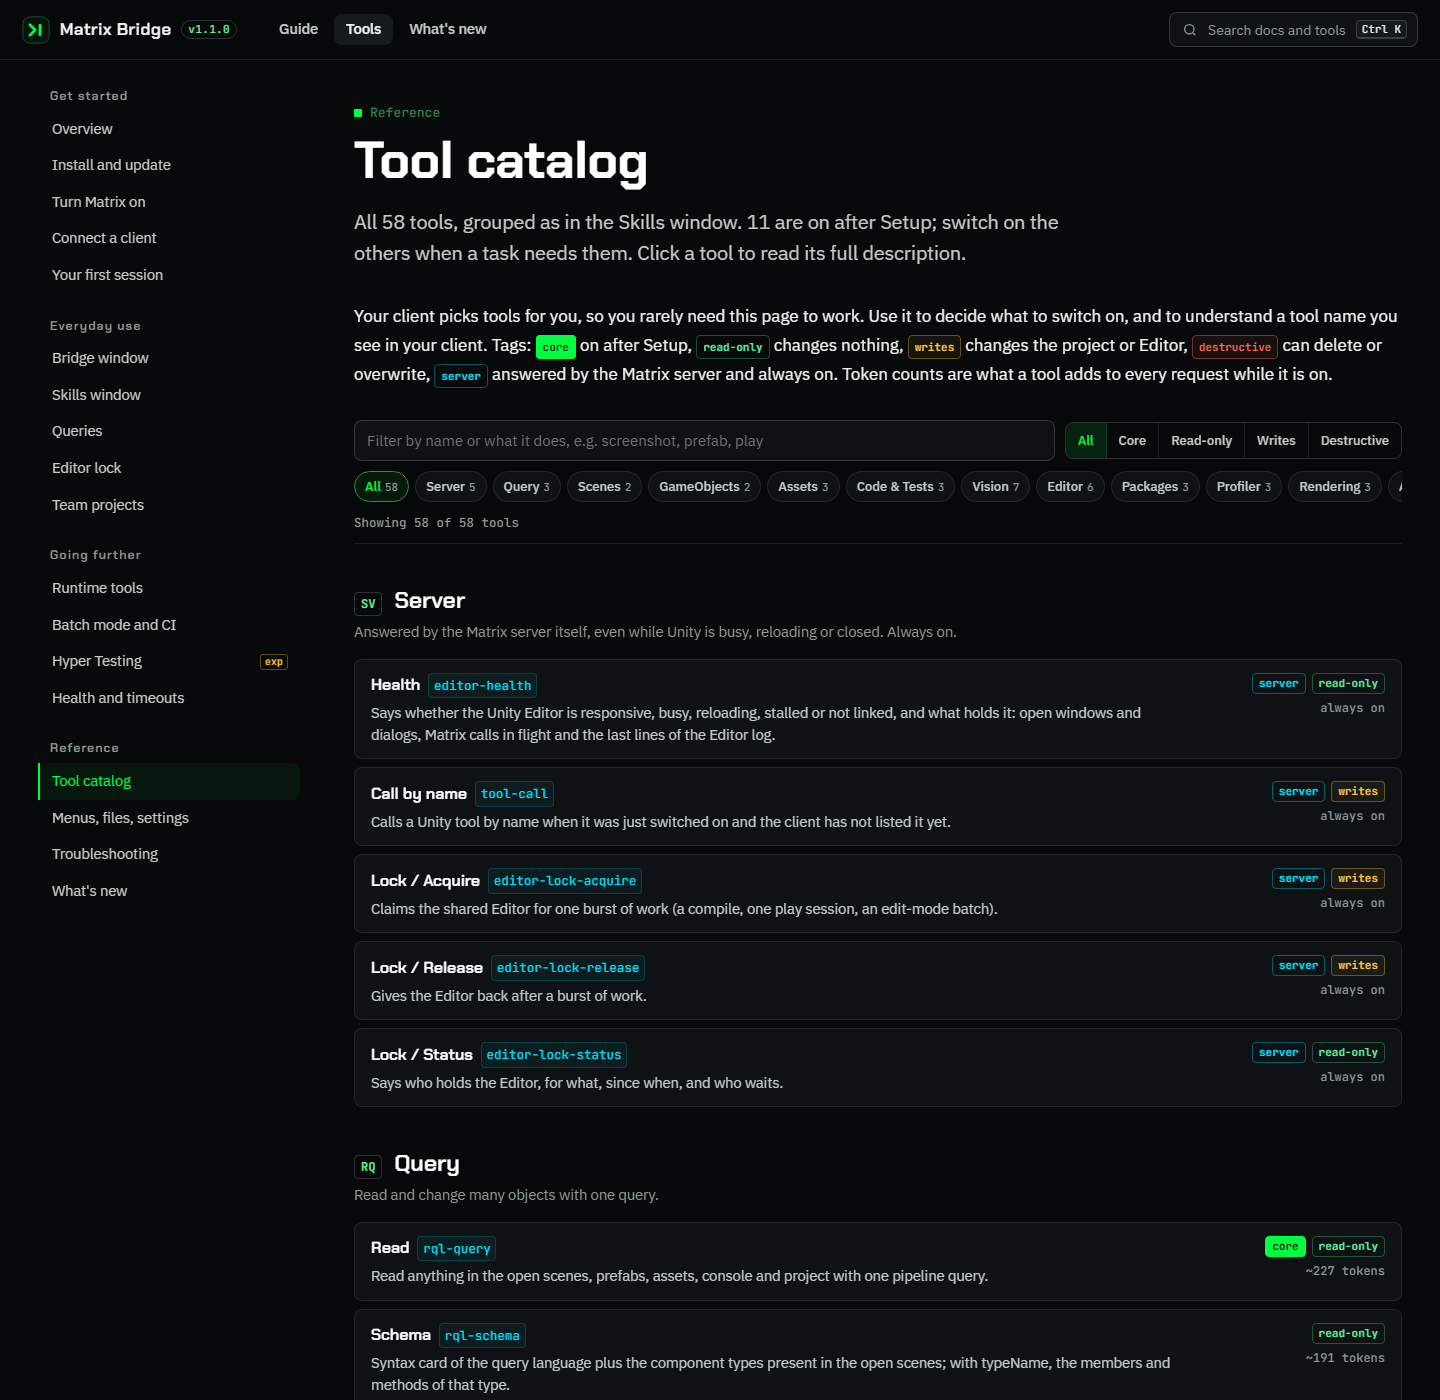 Matrix Bridge v1.1.0 Guide Tools What's new Search docs and tools Ctrl K
Get started
Overview
Install and update
Turn Matrix on
Connect a client
Your first session
Everyday use
Bridge window
Skills window
Queries
Editor lock
Team projects
Going further
Runtime tools
Batch mode and CI
Hyper Testing exp
Health and timeouts
Reference
Tool catalog
Menus, files, settings
Troubleshooting
What's new
Reference
Tool catalog
All 58 tools, grouped as in the Skills window. 11 are on after Setup; switch on the
others when a task needs them. Click a tool to read its full description.
Your client picks tools for you, so you rarely need this page to work. Use it to decide what to switch on, and to understand a tool name you
see in your client. Tags: core on after Setup, read-only changes nothing, writes changes the project or Editor, destructive can delete or
overwrite, server answered by the Matrix server and always on. Token counts are what a tool adds to every request while it is on.
Filter by name or what it does, e.g. screenshot, prefab, play All Core Read-only Writes Destructive
All 58 Server 5 Query 3 Scenes 2 GameObjects 2 Assets 3 Code & Tests 3 Vision 7 Editor 6 Packages 3 Profiler 3 Rendering 3
Showing 58 of 58 tools
SV Server
Answered by the Matrix server itself, even while Unity is busy, reloading or closed. Always on.
Health editor-health server read-only
Says whether the Unity Editor is responsive, busy, reloading, stalled or not linked, and what holds it: open windows and always on
dialogs, Matrix calls in flight and the last lines of the Editor log.
Call by name tool-call server writes
Calls a Unity tool by name when it was just switched on and the client has not listed it yet. always on
Lock / Acquire editor-lock-acquire server writes
Claims the shared Editor for one burst of work (a compile, one play session, an edit-mode batch). always on
Lock / Release editor-lock-release server writes
Gives the Editor back after a burst of work. always on
Lock / Status editor-lock-status server read-only
Says who holds the Editor, for what, since when, and who waits. always on
RQ Query
Read and change many objects with one query.
Read rql-query core read-only
Read anything in the open scenes, prefabs, assets, console and project with one pipeline query. ~227 tokens
Schema rql-schema read-only
Syntax card of the query language plus the component types present in the open scenes; with typeName, the members and ~191 tokens
methods of that type.